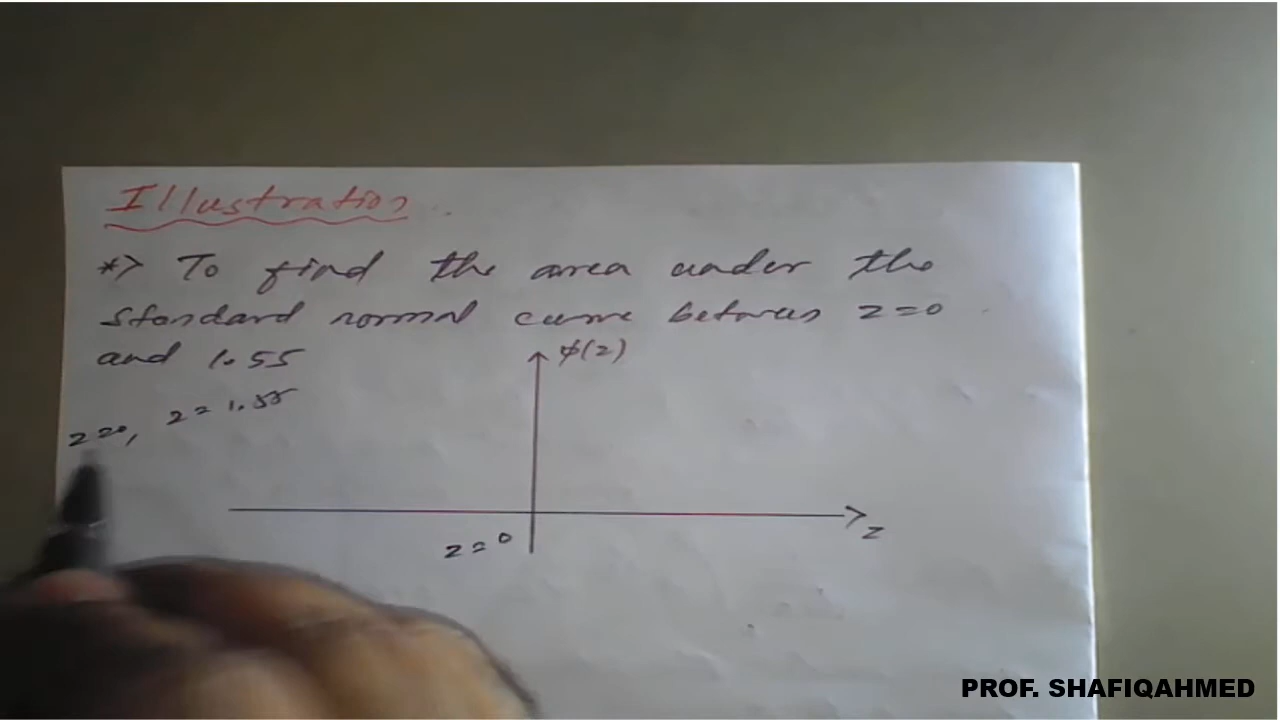 Illustration
*> To find the area under the
standard normal curve between z=0
and 1.55
ϕ(z)
z=0, z=1.55
z
z=0
PROF. SHAFIQAHMED